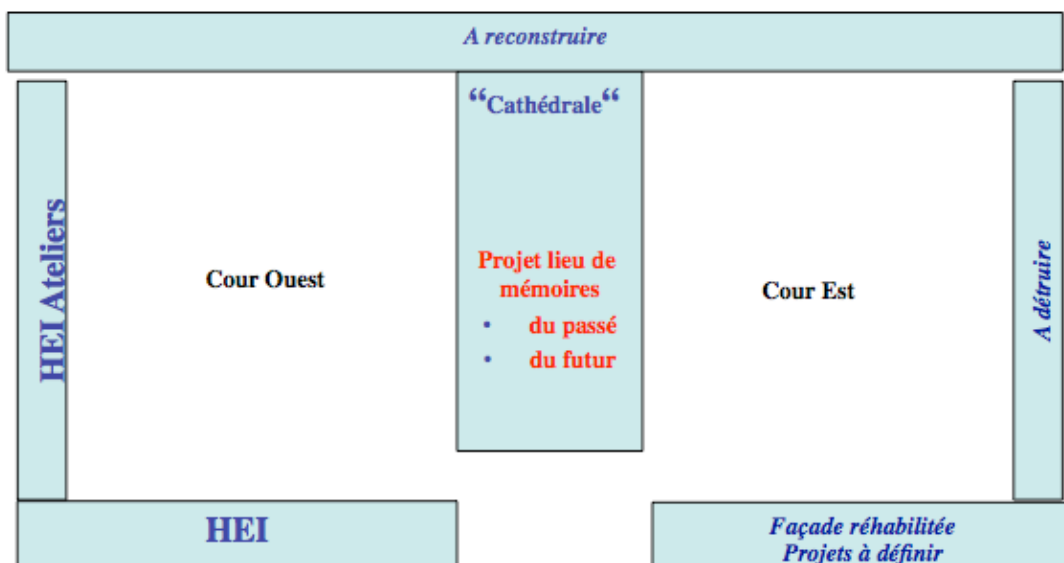 A reconstruire
“Cathédrale“
HEI Ateliers
Cour Ouest
Projet lieu de
mémoires
• du passé
• du futur
Cour Est
A détruire
HEI
Façade réhabilitée
Projets à définir